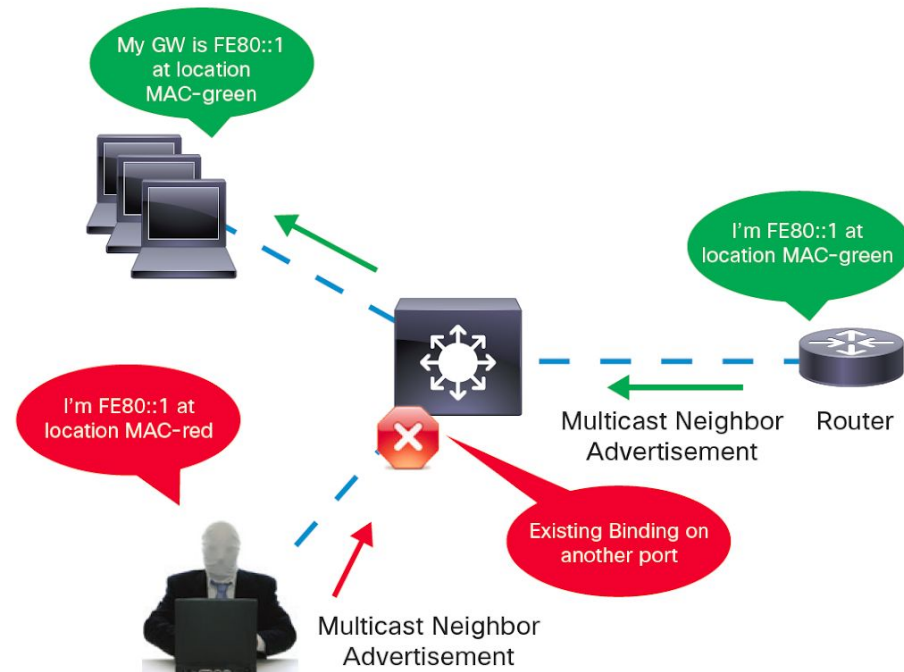 My GW is FE80::1
at location
MAC-green
I'm FE80::1 at
location MAC-green
I'm FE80::1 at
location MAC-red
Multicast Neighbor
Advertisement
Router
Existing Binding on
another port
Multicast Neighbor
Advertisement